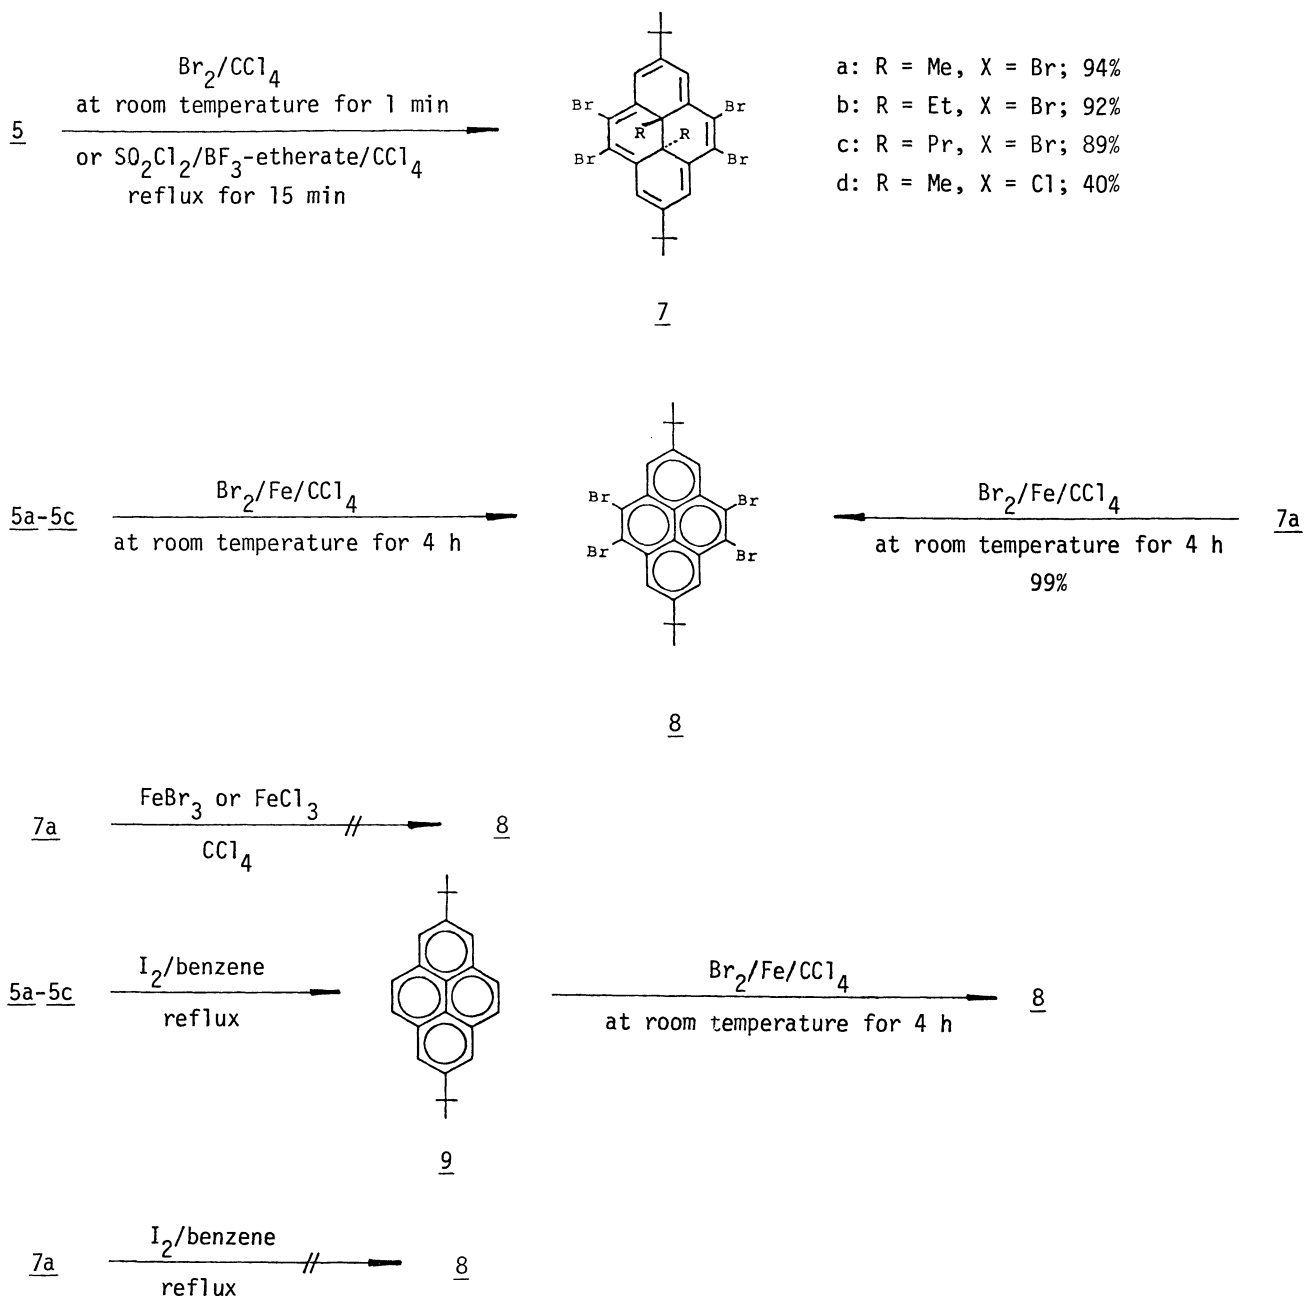 Br2/CCl4
at room temperature for 1 min
5
or SO2Cl2/BF3-etherate/CCl4
reflux for 15 min
Br
Br
R
R
Br
Br
7
a: R = Me, X = Br; 94%
b: R = Et, X = Br; 92%
c: R = Pr, X = Br; 89%
d: R = Me, X = Cl; 40%
5a-5c
Br2/Fe/CCl4
at room temperature for 4 h
Br
Br
Br
Br
8
Br2/Fe/CCl4
at room temperature for 4 h
99%
7a
7a
FeBr3 or FeCl3
CCl4
8
5a-5c
I2/benzene
reflux
9
Br2/Fe/CCl4
at room temperature for 4 h
8
7a
I2/benzene
reflux
8